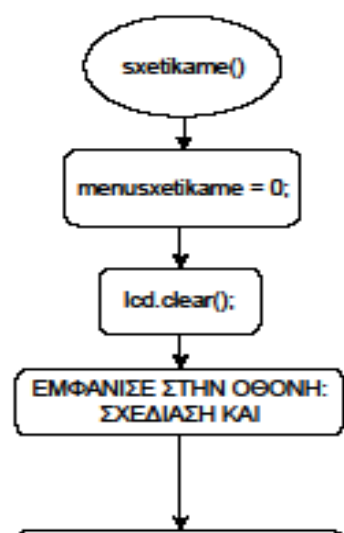 sxetikame()
menusxetikame = 0;
lcd.clear();
ΕΜΦΑΝΙΣΕ ΣΤΗΝ ΟΘΟΝΗ:
ΣΧΕΔΙΑΣΗ ΚΑΙ